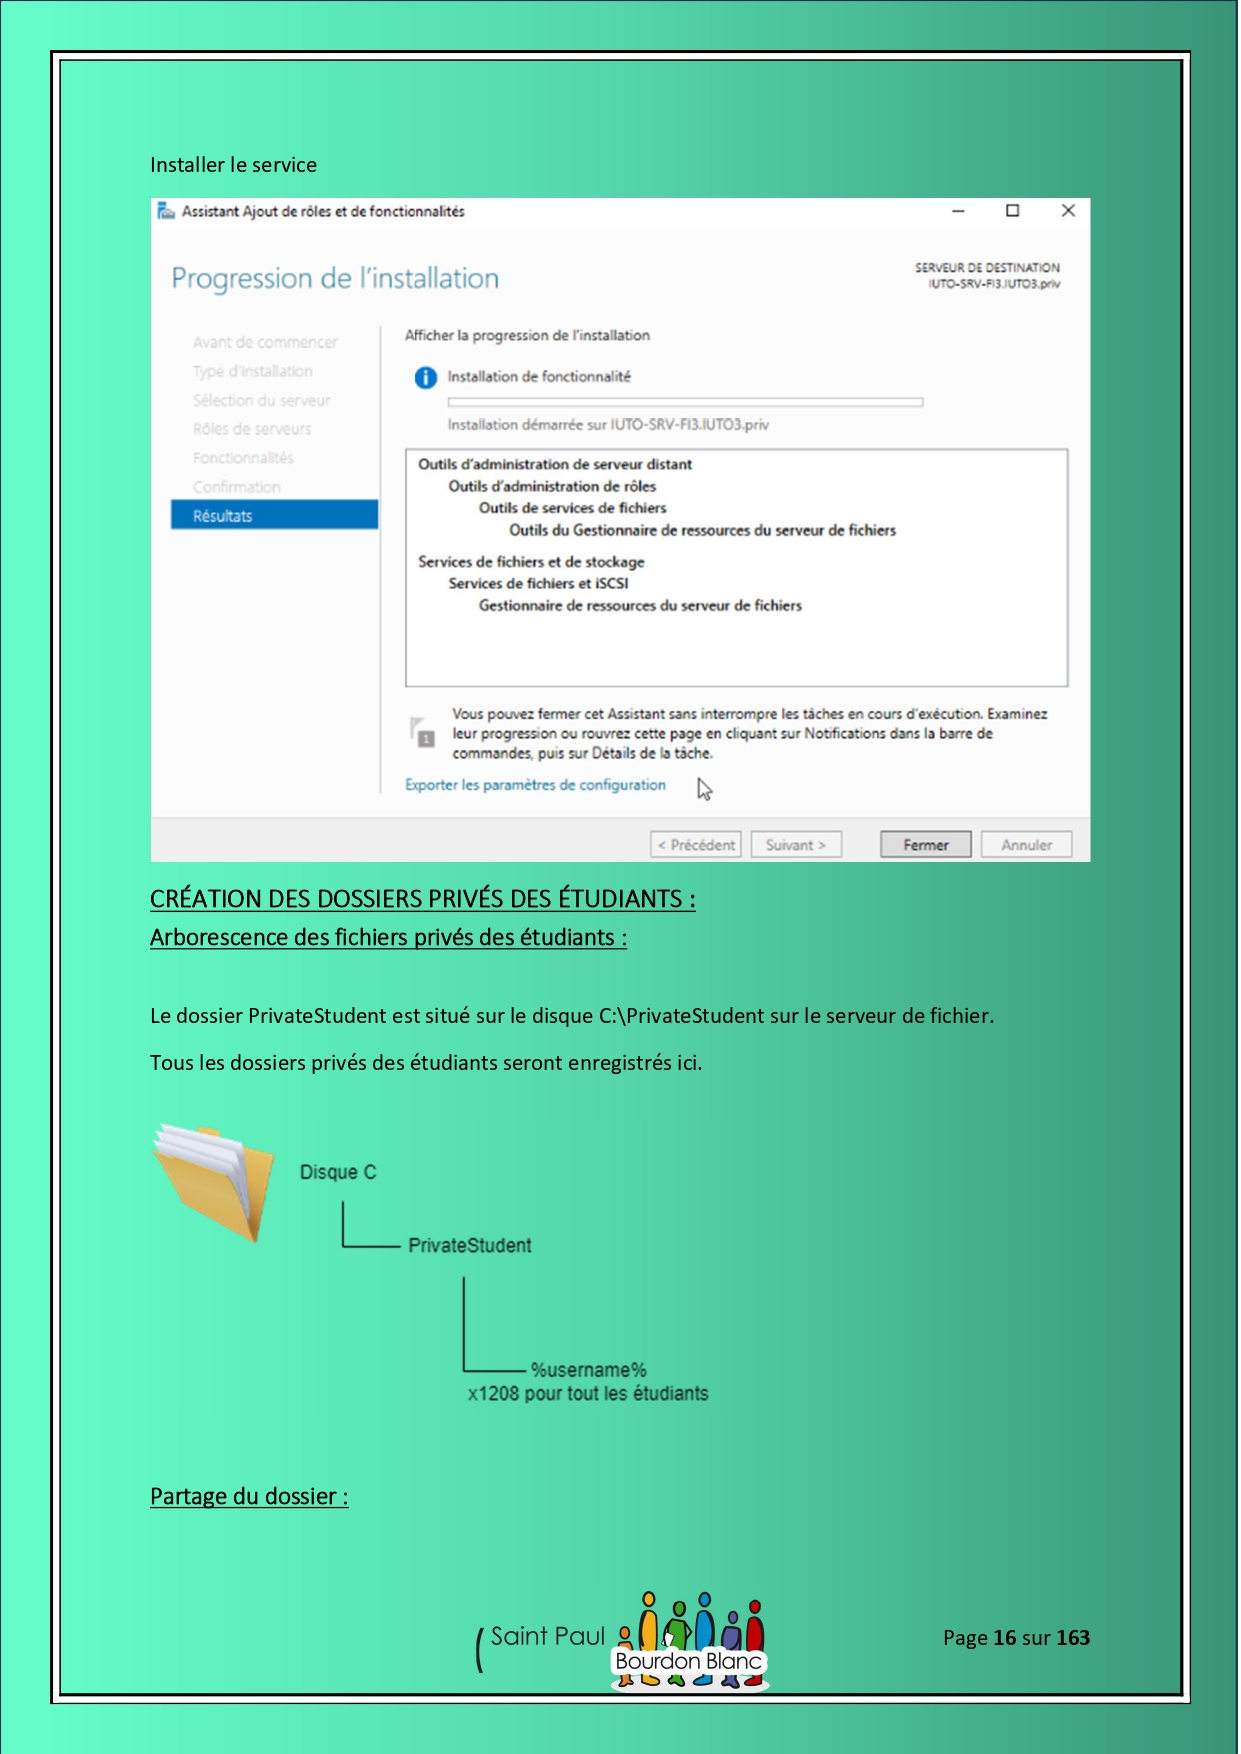 Installer le service
Assistant Ajout de rôles et de fonctionnalités
Progression de l'installation
SERVEUR DE DESTINATION
IUTO-SRV-FI3.IUTO3.priv
Avant de commencer
Type d'installation
Sélection du serveur
Rôles de serveurs
Fonctionnalités
Confirmation
Résultats
Afficher la progression de l'installation
Installation de fonctionnalité
Installation démarrée sur IUTO-SRV-FI3.IUTO3.priv
Outils d'administration de serveur distant
Outils d'administration de rôles
Outils de services de fichiers
Outils du Gestionnaire de ressources du serveur de fichiers
Services de fichiers et de stockage
Services de fichiers et iSCSI
Gestionnaire de ressources du serveur de fichiers
1
Vous pouvez fermer cet Assistant sans interrompre les tâches en cours d'exécution. Examinez
leur progression ou rouvrez cette page en cliquant sur Notifications dans la barre de
commandes, puis sur Détails de la tâche.
Exporter les paramètres de configuration
< Précédent Suivant > Fermer Annuler
CRÉATION DES DOSSIERS PRIVÉS DES ÉTUDIANTS :
Arborescence des fichiers privés des étudiants :
Le dossier PrivateStudent est situé sur le disque C:\PrivateStudent sur le serveur de fichier.
Tous les dossiers privés des étudiants seront enregistrés ici.
Disque C
PrivateStudent
%username%
x1208 pour tout les étudiants
Partage du dossier :
Saint Paul
Bourdon Blanc
Page 16 sur 163